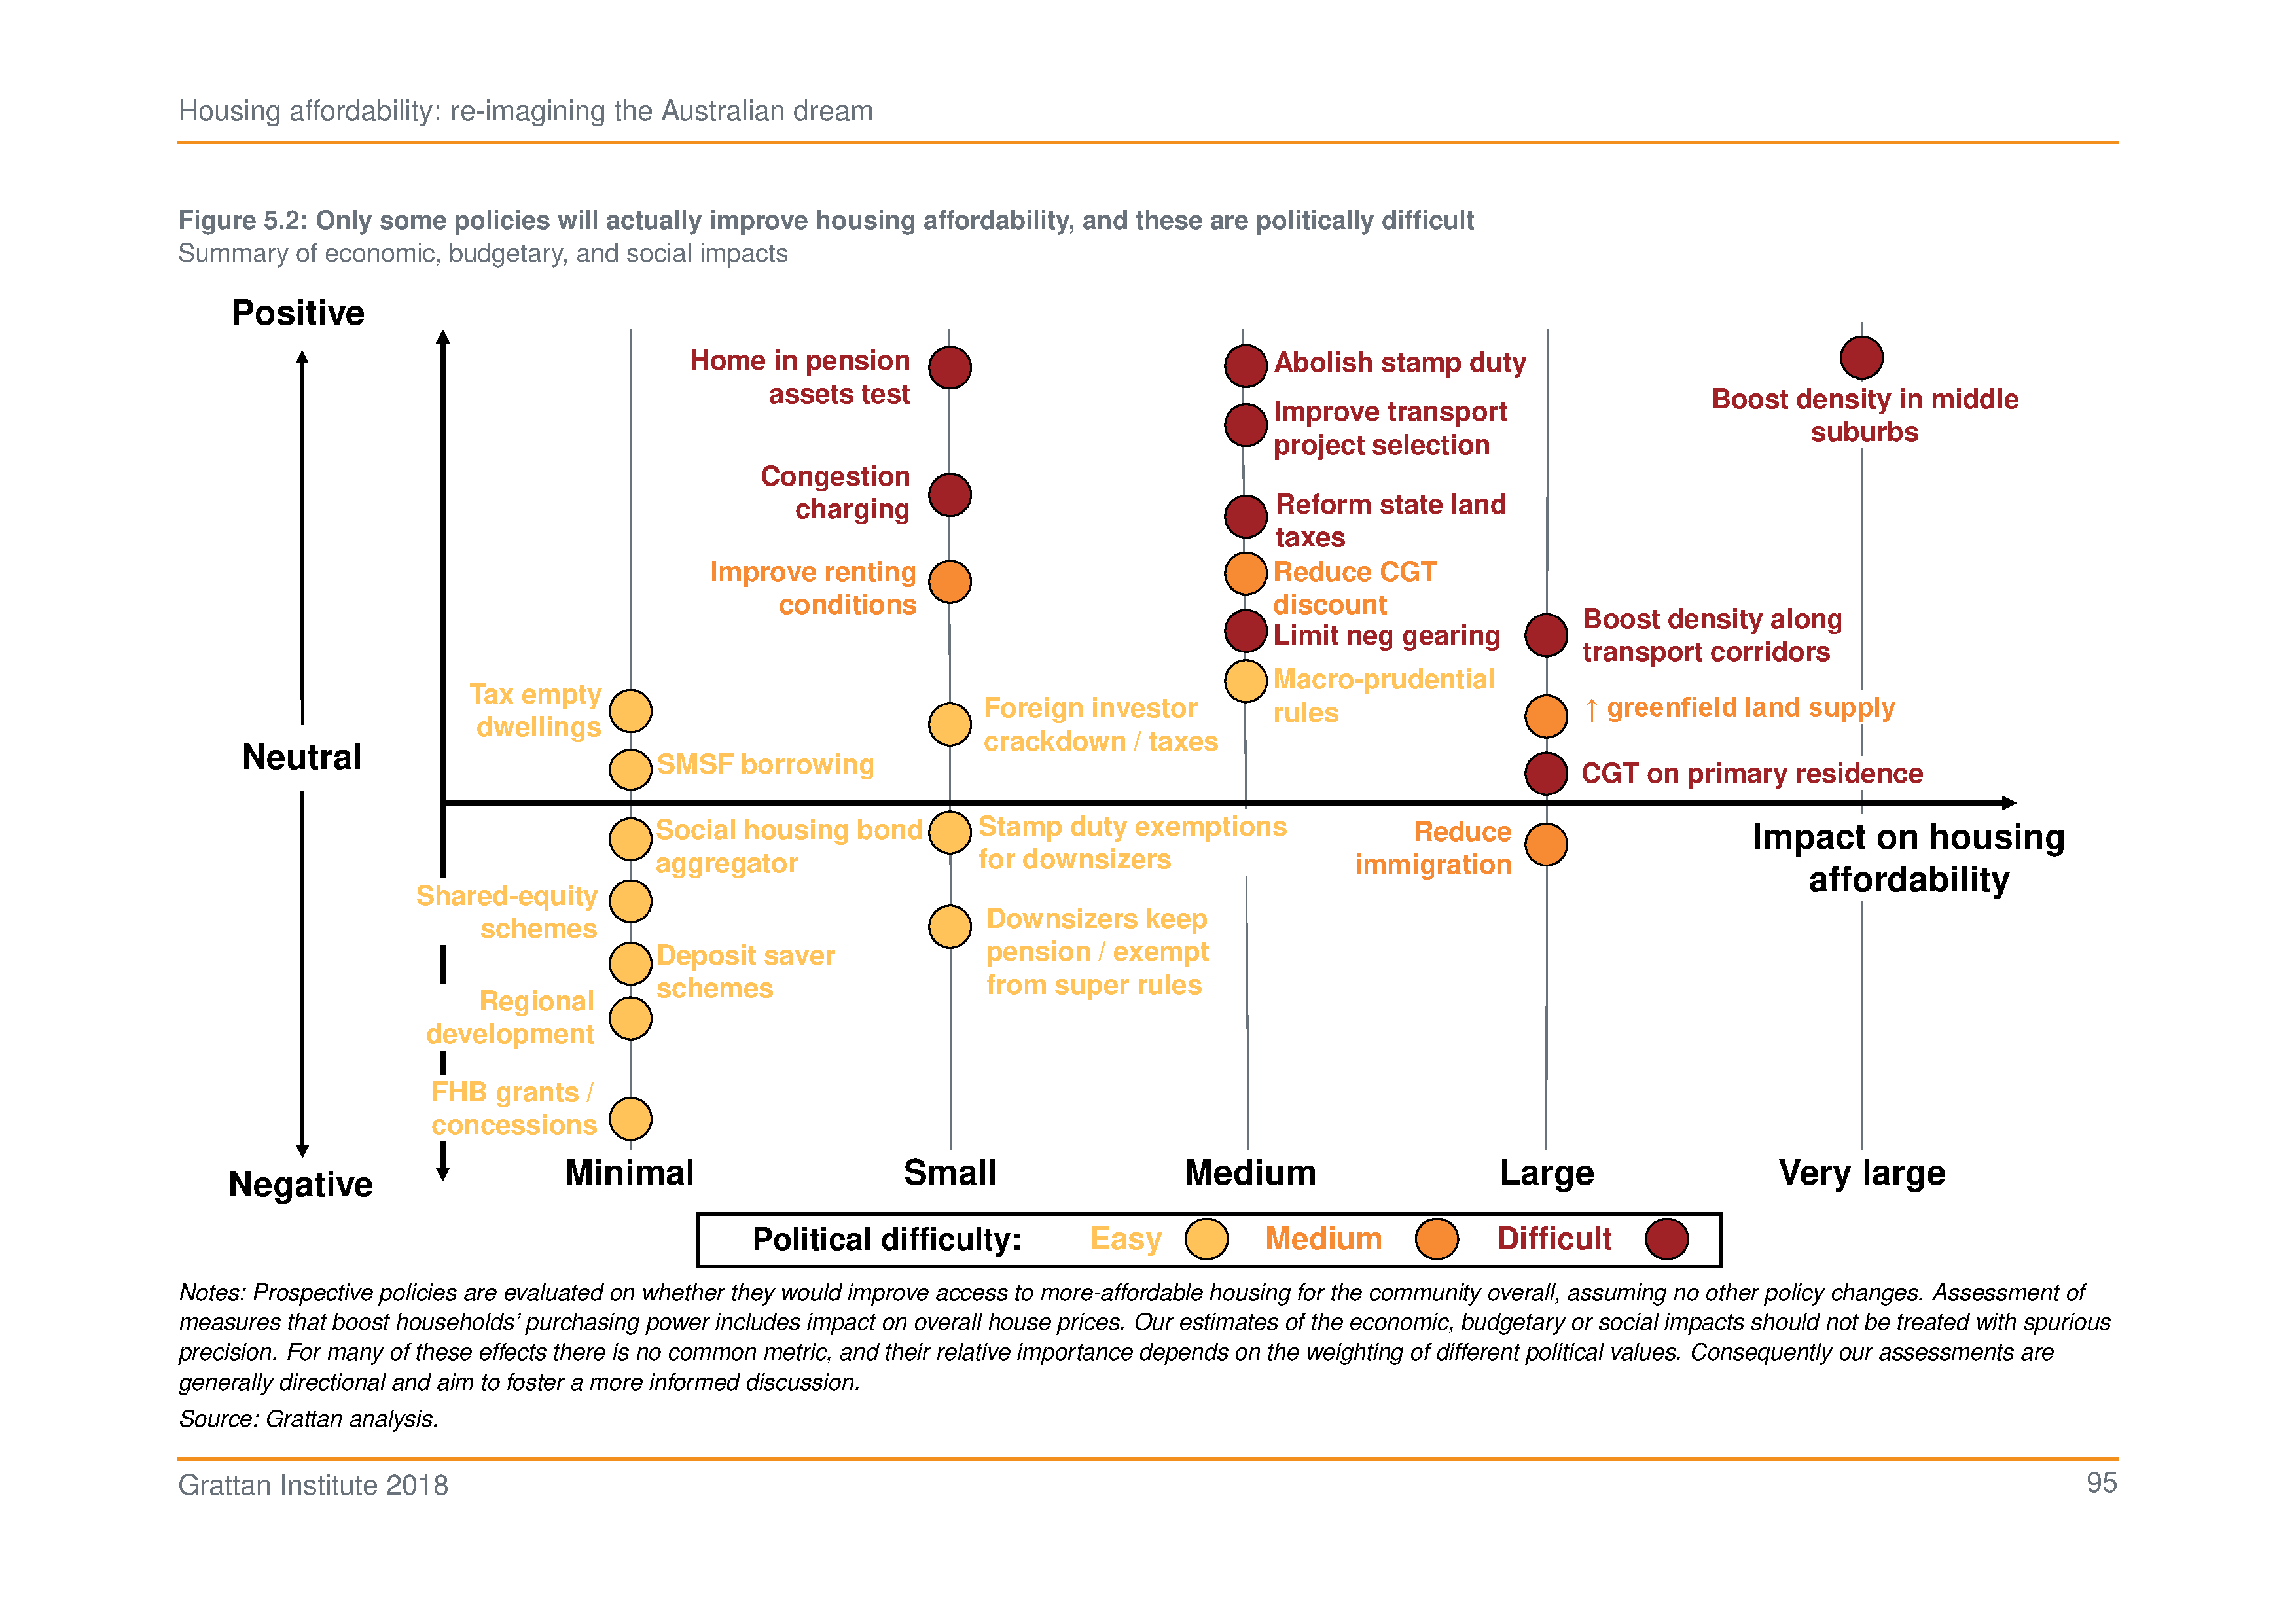 Housing affordability: re-imagining the Australian dream
Figure 5.2: Only some policies will actually improve housing affordability, and these are politically difficult
Summary of economic, budgetary, and social impacts
Positive
Neutral
Negative
Home in pension
assets test
Congestion
charging
Improve renting
conditions
Abolish stamp duty
Improve transport
project selection
Reform state land
taxes
Reduce CGT
discount
Limit neg gearing
Macro-prudential
rules
Boost density in middle
suburbs
Boost density along
transport corridors
↑ greenfield land supply
CGT on primary residence
Tax empty
dwellings
SMSF borrowing
Foreign investor
crackdown / taxes
Impact on housing
affordability
Social housing bond
aggregator
Stamp duty exemptions
for downsizers
Reduce
immigration
Shared-equity
schemes
Deposit saver
schemes
Downsizers keep
pension / exempt
from super rules
Regional
development
FHB grants /
concessions
Minimal
Small
Medium
Large
Very large
Political difficulty: Easy Medium Difficult
Notes: Prospective policies are evaluated on whether they would improve access to more-affordable housing for the community overall, assuming no other policy changes. Assessment of
measures that boost households' purchasing power includes impact on overall house prices. Our estimates of the economic, budgetary or social impacts should not be treated with spurious
precision. For many of these effects there is no common metric, and their relative importance depends on the weighting of different political values. Consequently our assessments are
generally directional and aim to foster a more informed discussion.
Source: Grattan analysis.
Grattan Institute 2018
95